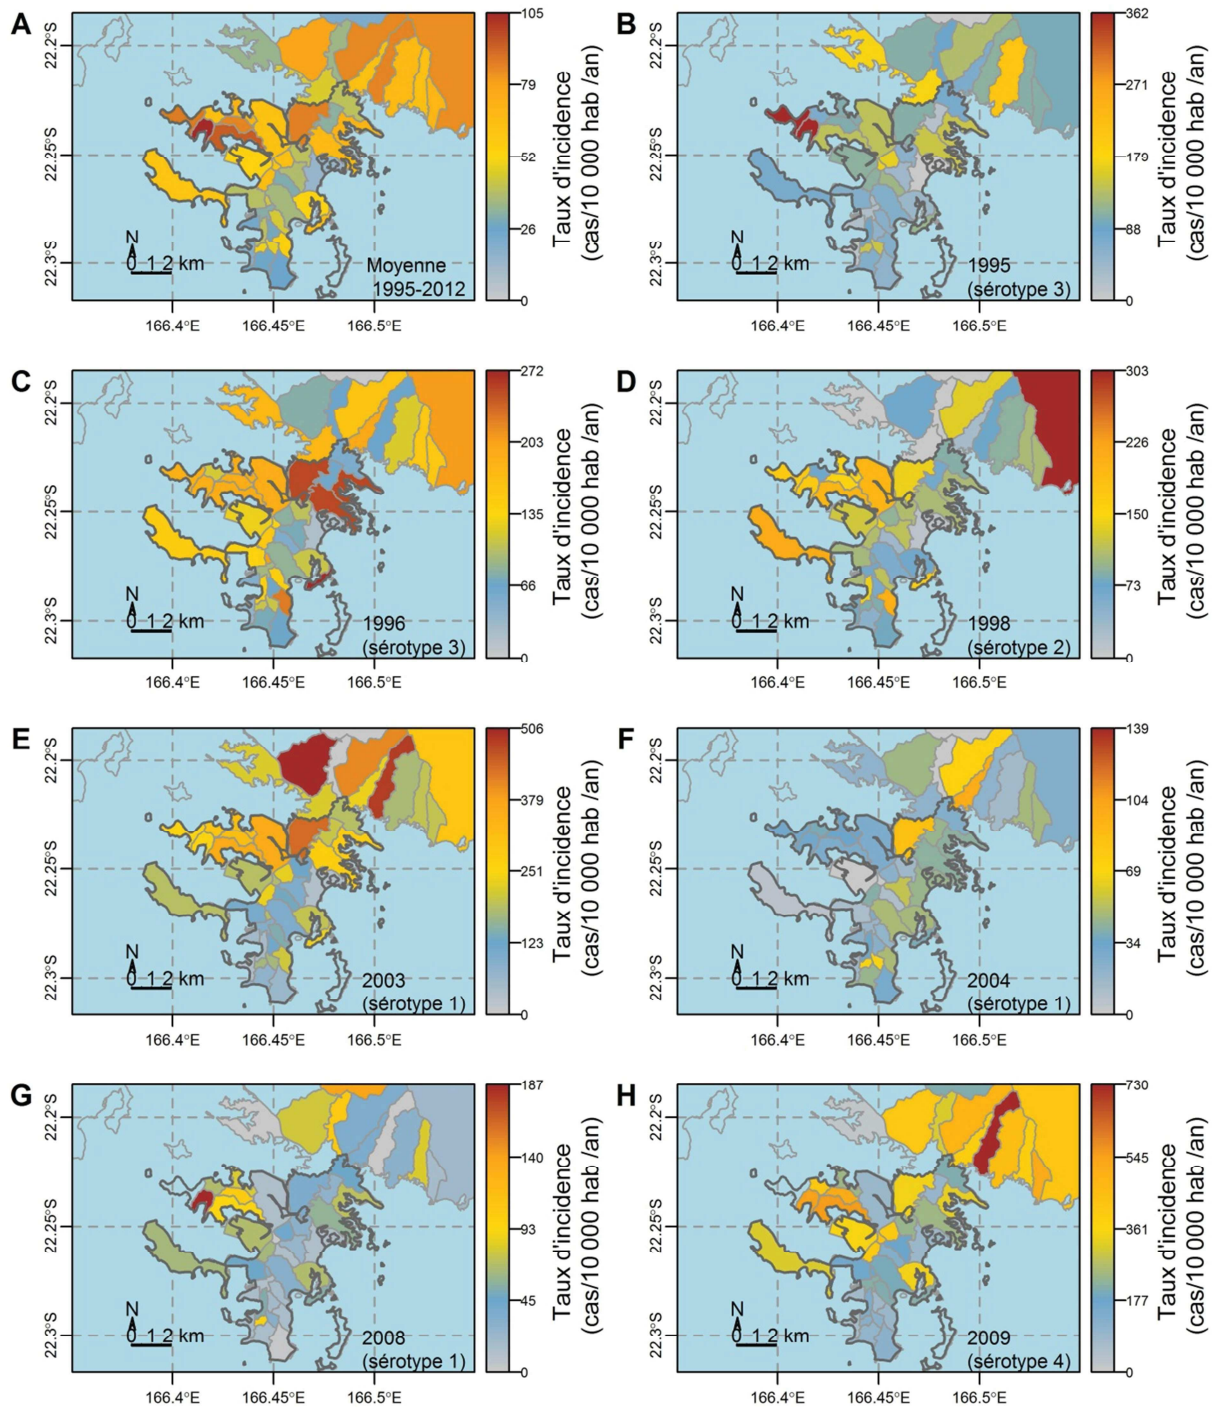 A
22.2°S
22.25°S
22.3°S
N
0 1 2 km
Moyenne
1995-2012
166.4°E
166.45°E
166.5°E
105
79
52
26
0
Taux d'incidence
(cas/10 000 hab /an)
B
22.2°S
22.25°S
22.3°S
N
0 1 2 km
1995
(sérotype 3)
166.4°E
166.45°E
166.5°E
362
271
179
88
0
Taux d'incidence
(cas/10 000 hab /an)
C
22.2°S
22.25°S
22.3°S
N
0 1 2 km
1996
(sérotype 3)
166.4°E
166.45°E
166.5°E
272
203
135
66
0
Taux d'incidence
(cas/10 000 hab /an)
D
22.2°S
22.25°S
22.3°S
N
0 1 2 km
1998
(sérotype 2)
166.4°E
166.45°E
166.5°E
303
226
150
73
0
Taux d'incidence
(cas/10 000 hab /an)
E
22.2°S
22.25°S
22.3°S
N
0 1 2 km
2003
(sérotype 1)
166.4°E
166.45°E
166.5°E
506
379
251
123
0
Taux d'incidence
(cas/10 000 hab /an)
F
22.2°S
22.25°S
22.3°S
N
0 1 2 km
2004
(sérotype 1)
166.4°E
166.45°E
166.5°E
139
104
69
34
0
Taux d'incidence
(cas/10 000 hab /an)
G
22.2°S
22.25°S
22.3°S
N
0 1 2 km
2008
(sérotype 1)
166.4°E
166.45°E
166.5°E
187
140
93
45
0
Taux d'incidence
(cas/10 000 hab /an)
H
22.2°S
22.25°S
22.3°S
N
0 1 2 km
2009
(sérotype 4)
166.4°E
166.45°E
166.5°E
730
545
361
177
0
Taux d'incidence
(cas/10 000 hab /an)